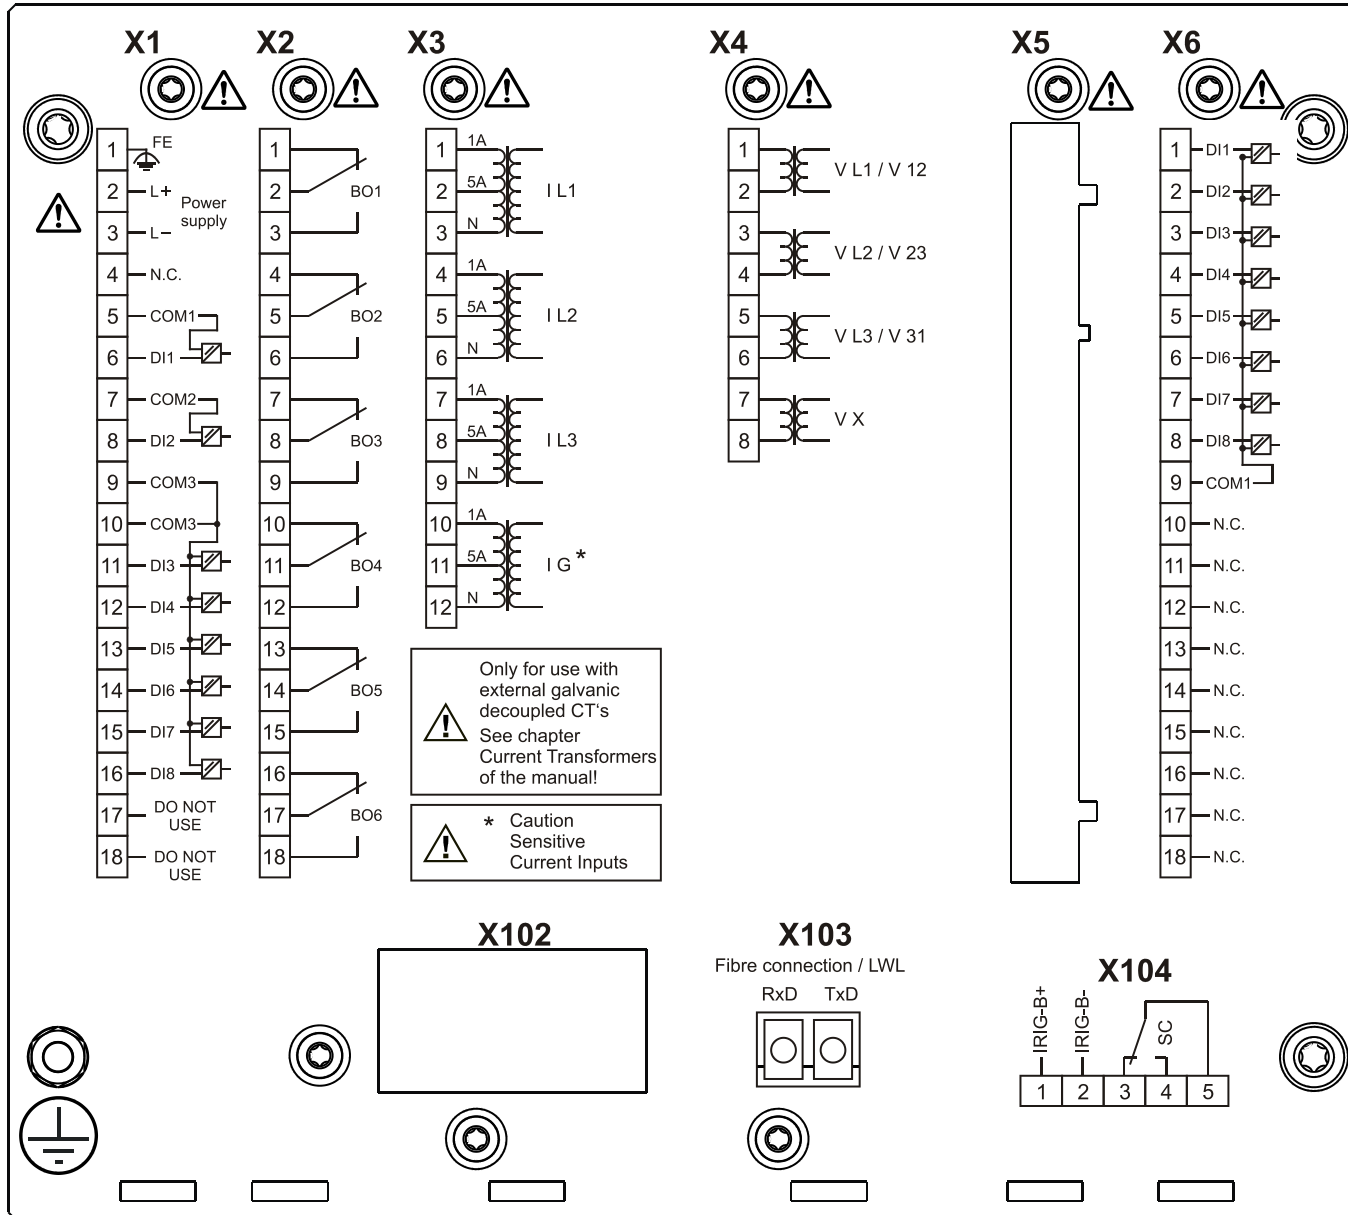 X1
1 FE
2 L+
3 L−
Power
supply
4 N.C.
5 COM1
6 DI1
7 COM2
8 DI2
9 COM3
10 COM3
11 DI3
12 DI4
13 DI5
14 DI6
15 DI7
16 DI8
17 DO NOT
USE
18 DO NOT
USE
X2
1
2 BO1
3
4
5 BO2
6
7
8 BO3
9
10
11 BO4
12
13
14 BO5
15
16
17 BO6
18
X3
1 1A
2 5A I L1
3 N
4 1A
5 5A I L2
6 N
7 1A
8 5A I L3
9 N
10 1A
11 5A I G *
12 N
! Only for use with
external galvanic
decoupled CT‘s
See chapter
Current Transformers
of the manual!
! * Caution
Sensitive
Current Inputs
X4
1
V L1 / V 12
2
3
V L2 / V 23
4
5
V L3 / V 31
6
7
V X
8
X5
X6
1 DI1
2 DI2
3 DI3
4 DI4
5 DI5
6 DI6
7 DI7
8 DI8
9 COM1
10 N.C.
11 N.C.
12 N.C.
13 N.C.
14 N.C.
15 N.C.
16 N.C.
17 N.C.
18 N.C.
X102
X103
Fibre connection / LWL
RxD TxD
X104
IRIG-B+
IRIG-B-
SC
1 2 3 4 5